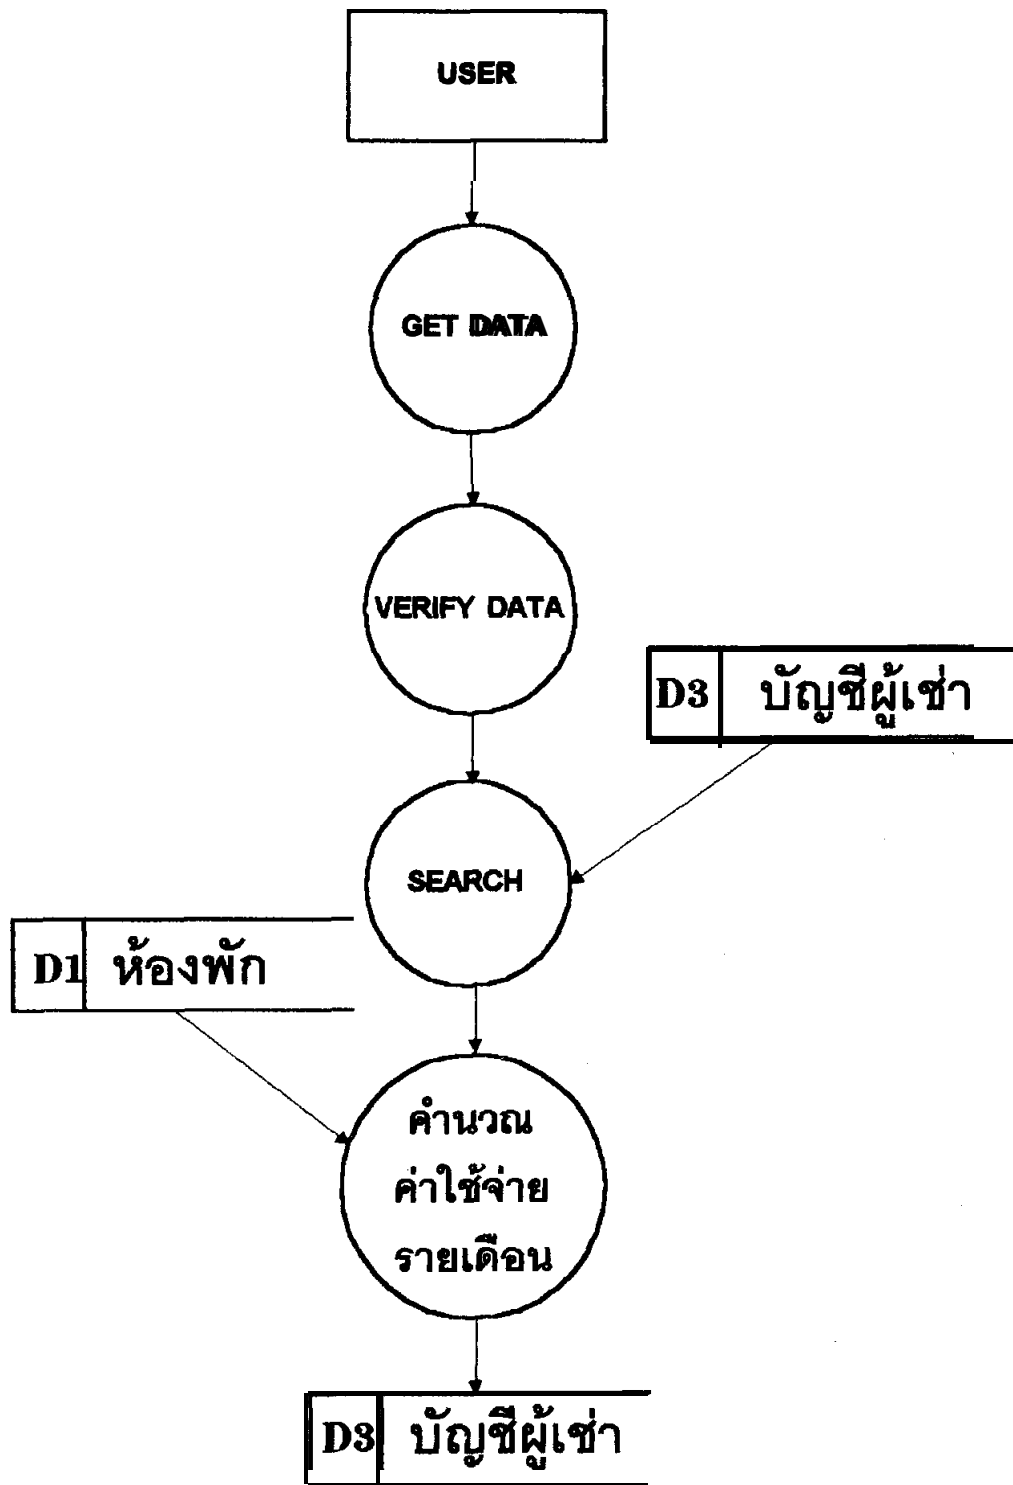 USER
GET DATA
VERIFY DATA
D3 บัญชีผู้เช่า
SEARCH
D1 ห้องพัก
คำนวณ
ค่าใช้จ่าย
รายเดือน
D3 บัญชีผู้เช่า